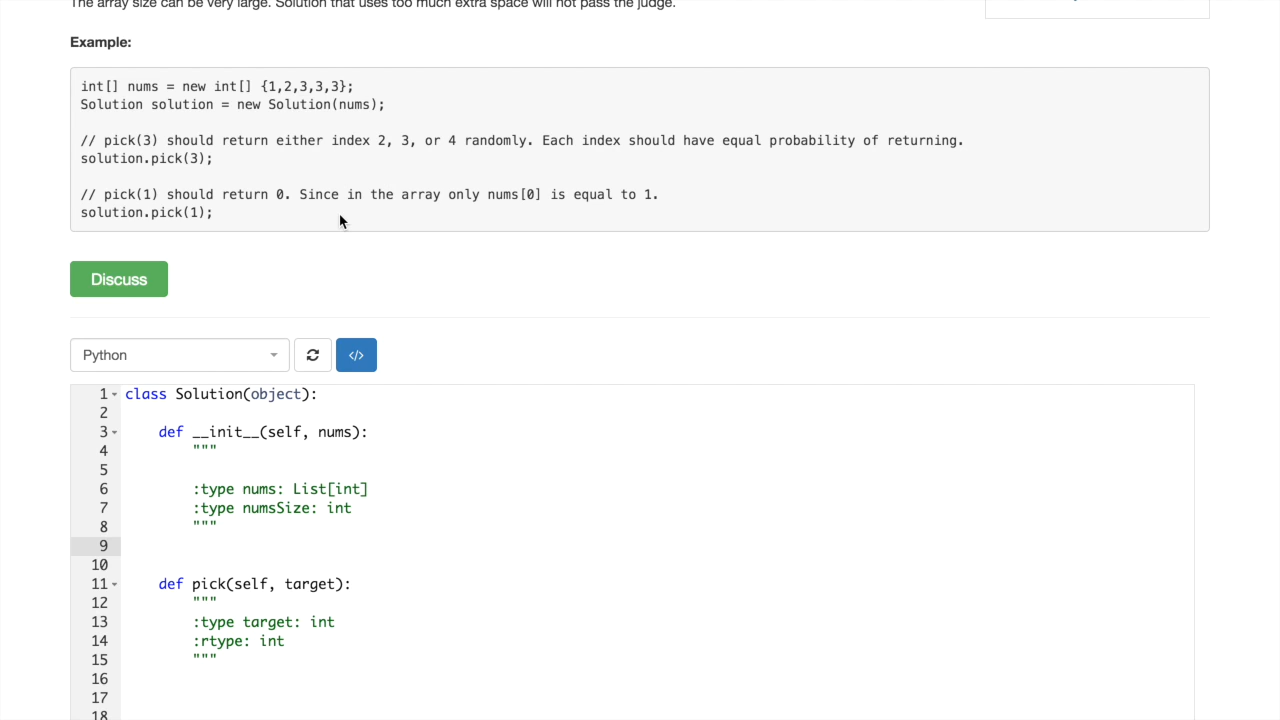 The array size can be very large. Solution that uses too much extra space will not pass the judge.
Example:
int[] nums = new int[] {1,2,3,3,3};
Solution solution = new Solution(nums);
// pick(3) should return either index 2, 3, or 4 randomly. Each index should have equal probability of returning.
solution.pick(3);
// pick(1) should return 0. Since in the array only nums[0] is equal to 1.
solution.pick(1);
Discuss
Python
</>
1 class Solution(object):
2
3 def __init__(self, nums):
4 """
5
6 :type nums: List[int]
7 :type numsSize: int
8 """
9
10
11 def pick(self, target):
12 """
13 :type target: int
14 :rtype: int
15 """
16
17
18